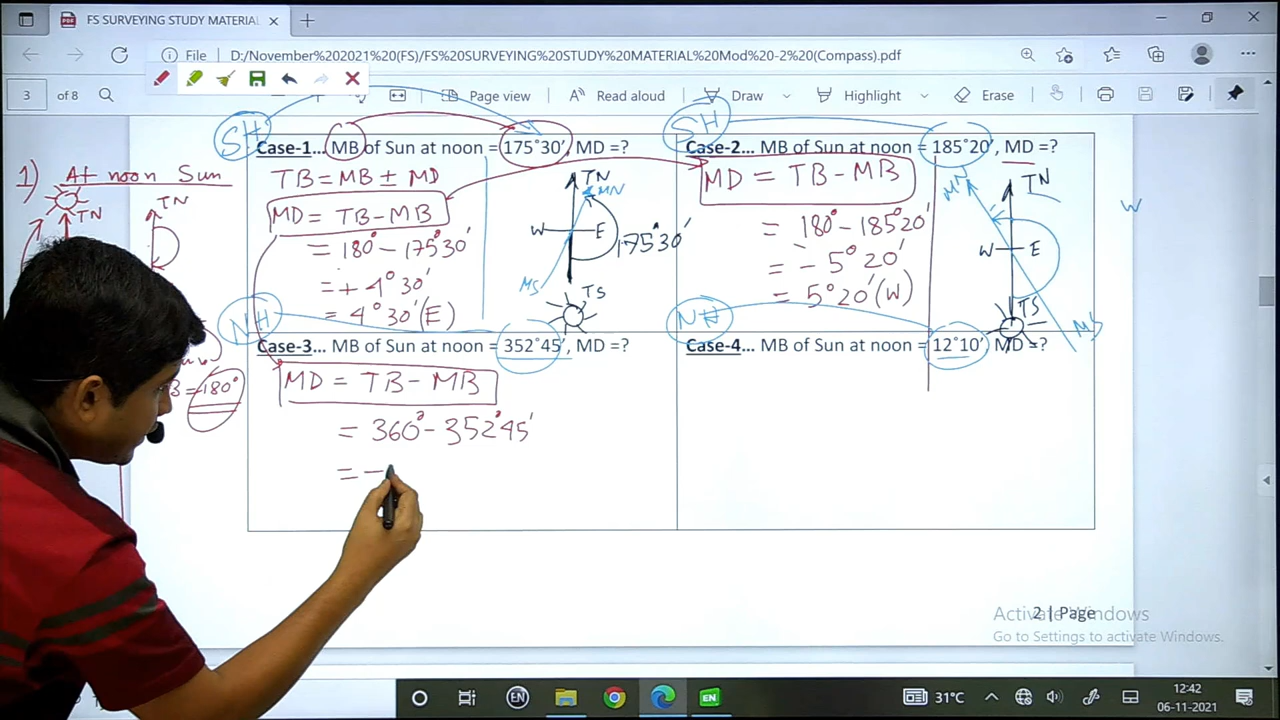 FS SURVEYING STUDY MATERIAL
File D:/November%202021%20(FS)/FS%20SURVEYING%20STUDY%20MATERIAL%20Mod%20-2%20(Compass).pdf
3 of 8 Page view Read aloud Draw Highlight Erase
SH
Case-1... MB of Sun at noon = 175°30', MD =?
TB = MB ± MD
MD = TB - MB
= 180° - 175°30'
= + 4° 30'
= 4° 30' (E)
TN
MN
W E
175°30'
MS
TS
SH
Case-2... MB of Sun at noon = 185°20', MD =?
MD = TB - MB
= 180° - 185°20'
= - 5° 20'
= 5° 20' (W)
MN
TN
W E
TS
MS
W
1) At noon Sun
TN
TN
= 180°
NH
Case-3... MB of Sun at noon = 352°45', MD =?
MD = TB - MB
= 360° - 352°45'
= -
NH
Case-4... MB of Sun at noon = 12°10' MD =?
2 | Page
Activate Windows
Go to Settings to activate Windows.
EN EN 31°C 12:42
06-11-2021